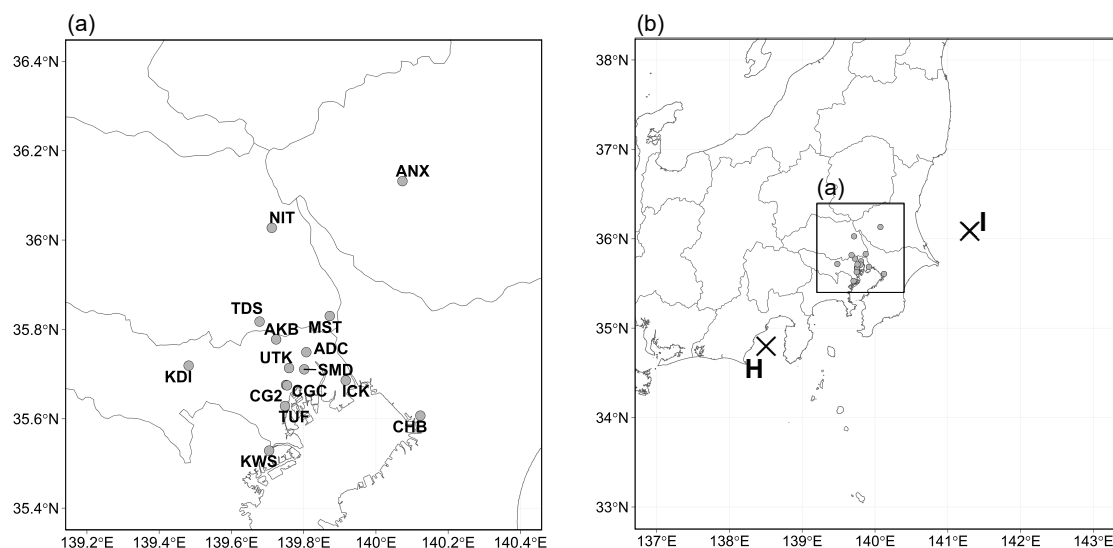 (a)
36.4°N
36.2°N
36°N
35.8°N
35.6°N
35.4°N
139.2°E 139.4°E 139.6°E 139.8°E 140°E 140.2°E 140.4°E
ANX
NIT
TDS
AKB
MST
ADC
UTK
SMD
KDI
CG2
CGC
ICK
TUF
CHB
KWS
(b)
38°N
37°N
36°N
35°N
34°N
33°N
137°E 138°E 139°E 140°E 141°E 142°E 143°E
(a)
I
H